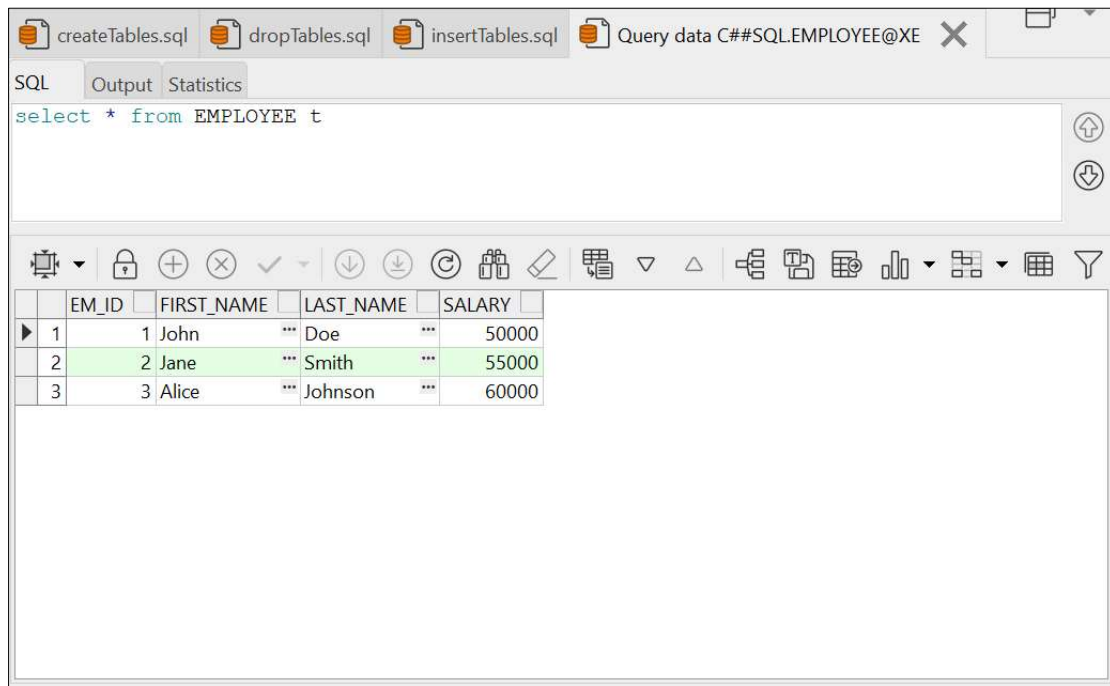 createTables.sql dropTables.sql insertTables.sql Query data C##SQL.EMPLOYEE@XE
SQL Output Statistics
select * from EMPLOYEE t
EM_ID FIRST_NAME LAST_NAME SALARY
1 1 John ... Doe ... 50000
2 2 Jane ... Smith ... 55000
3 3 Alice ... Johnson ... 60000